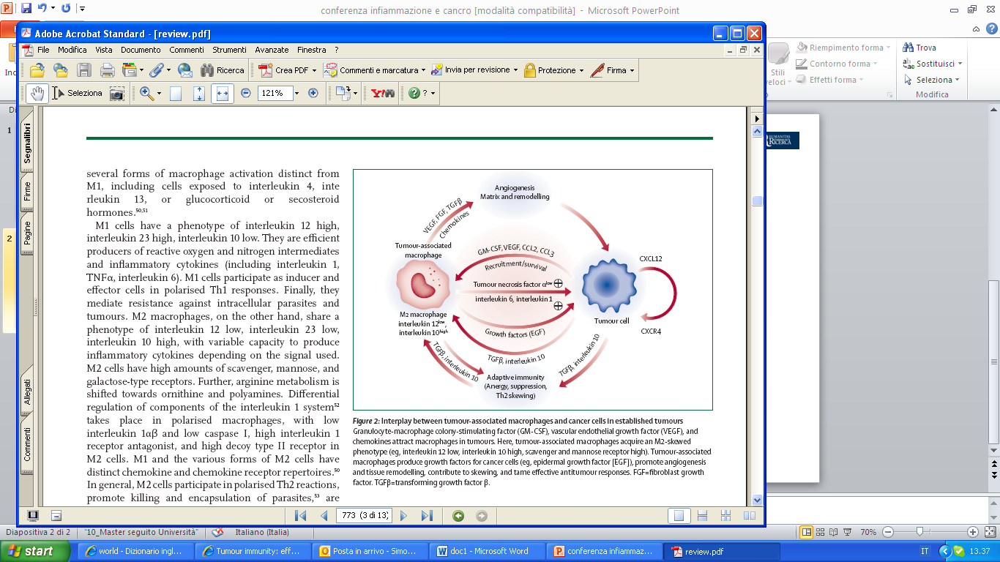 conferenza infiammazione e cancro [modalità compatibilità] - Microsoft PowerPoint
Adobe Acrobat Standard - [review.pdf]
File Modifica Vista Documento Commenti Strumenti Avanzate Finestra ?
Ricerca Crea PDF Commenti e marcatura Invia per revisione Protezione Firma
Seleziona 121% Y! ?
Riempimento forma
Contorno forma
Effetti forma
Stili
veloci
Trova
Sostituisci
Seleziona
Modifica
HUMANITAS
RICERCA
1
2
Segnalibri
Firme
Pagine
Allegati
Commenti
several forms of macrophage activation distinct from
M1, including cells exposed to interleukin 4, inte
rleukin 13, or glucocorticoid or secosteroid
hormones.50,51
M1 cells have a phenotype of interleukin 12 high,
interleukin 23 high, interleukin 10 low. They are efficient
producers of reactive oxygen and nitrogen intermediates
and inflammatory cytokines (including interleukin 1,
TNFα, interleukin 6). M1 cells participate as inducer and
effector cells in polarised Th1 responses. Finally, they
mediate resistance against intracellular parasites and
tumours. M2 macrophages, on the other hand, share a
phenotype of interleukin 12 low, interleukin 23 low,
interleukin 10 high, with variable capacity to produce
inflammatory cytokines depending on the signal used.
M2 cells have high amounts of scavenger, mannose, and
galactose-type receptors. Further, arginine metabolism is
shifted towards ornithine and polyamines. Differential
regulation of components of the interleukin 1 system52
takes place in polarised macrophages, with low
interleukin 1αβ and low caspase I, high interleukin 1
receptor antagonist, and high decoy type II receptor in
M2 cells. M1 and the various forms of M2 cells have
distinct chemokine and chemokine receptor repertoires.50
In general, M2 cells participate in polarised Th2 reactions,
promote killing and encapsulation of parasites,53 are
Angiogenesis
Matrix and remodelling
VEGF, FGF, TGFβ
Chemokines
Tumour-associated
macrophage
GM-CSF, VEGF, CCL2, CCL3
Recruitment/survival
Tumour necrosis factor αlow
interleukin 6, interleukin 1
CXCL12
Tumour cell
CXCR4
M2 macrophage
interleukin 12low,
interleukin 10high
Growth factors (EGF)
TGFβ, interleukin 10
TGFβ, interleukin 10
TGFβ, interleukin 10
Adaptive immunity
(Anergy, suppression,
Th2 skewing)
Figure 2: Interplay between tumour-associated macrophages and cancer cells in established tumours
Granulocyte-macrophage colony-stimulating factor (GM-CSF), vascular endothelial growth factor (VEGF), and
chemokines attract macrophages in tumours. Here, tumour-associated macrophages acquire an M2-skewed
phenotype (eg, interleukin 12 low, interleukin 10 high, scavenger and mannose receptor high). Tumour-associated
macrophages produce growth factors for cancer cells (eg, epidermal growth factor [EGF]), promote angiogenesis
and tissue remodelling, contribute to skewing, and tame effective antitumour responses. FGF=fibroblast growth
factor. TGFβ=transforming growth factor β.
773 (3 di 13)
Diapositiva 2 di 2 "10_Master seguito Università" Italiano (Italia) 70%
start world - Dizionario ingl... Tumour immunity: eff... Posta in arrivo - Simo... doc1 - Microsoft Word conferenza infiammaz... review.pdf IT 13.37